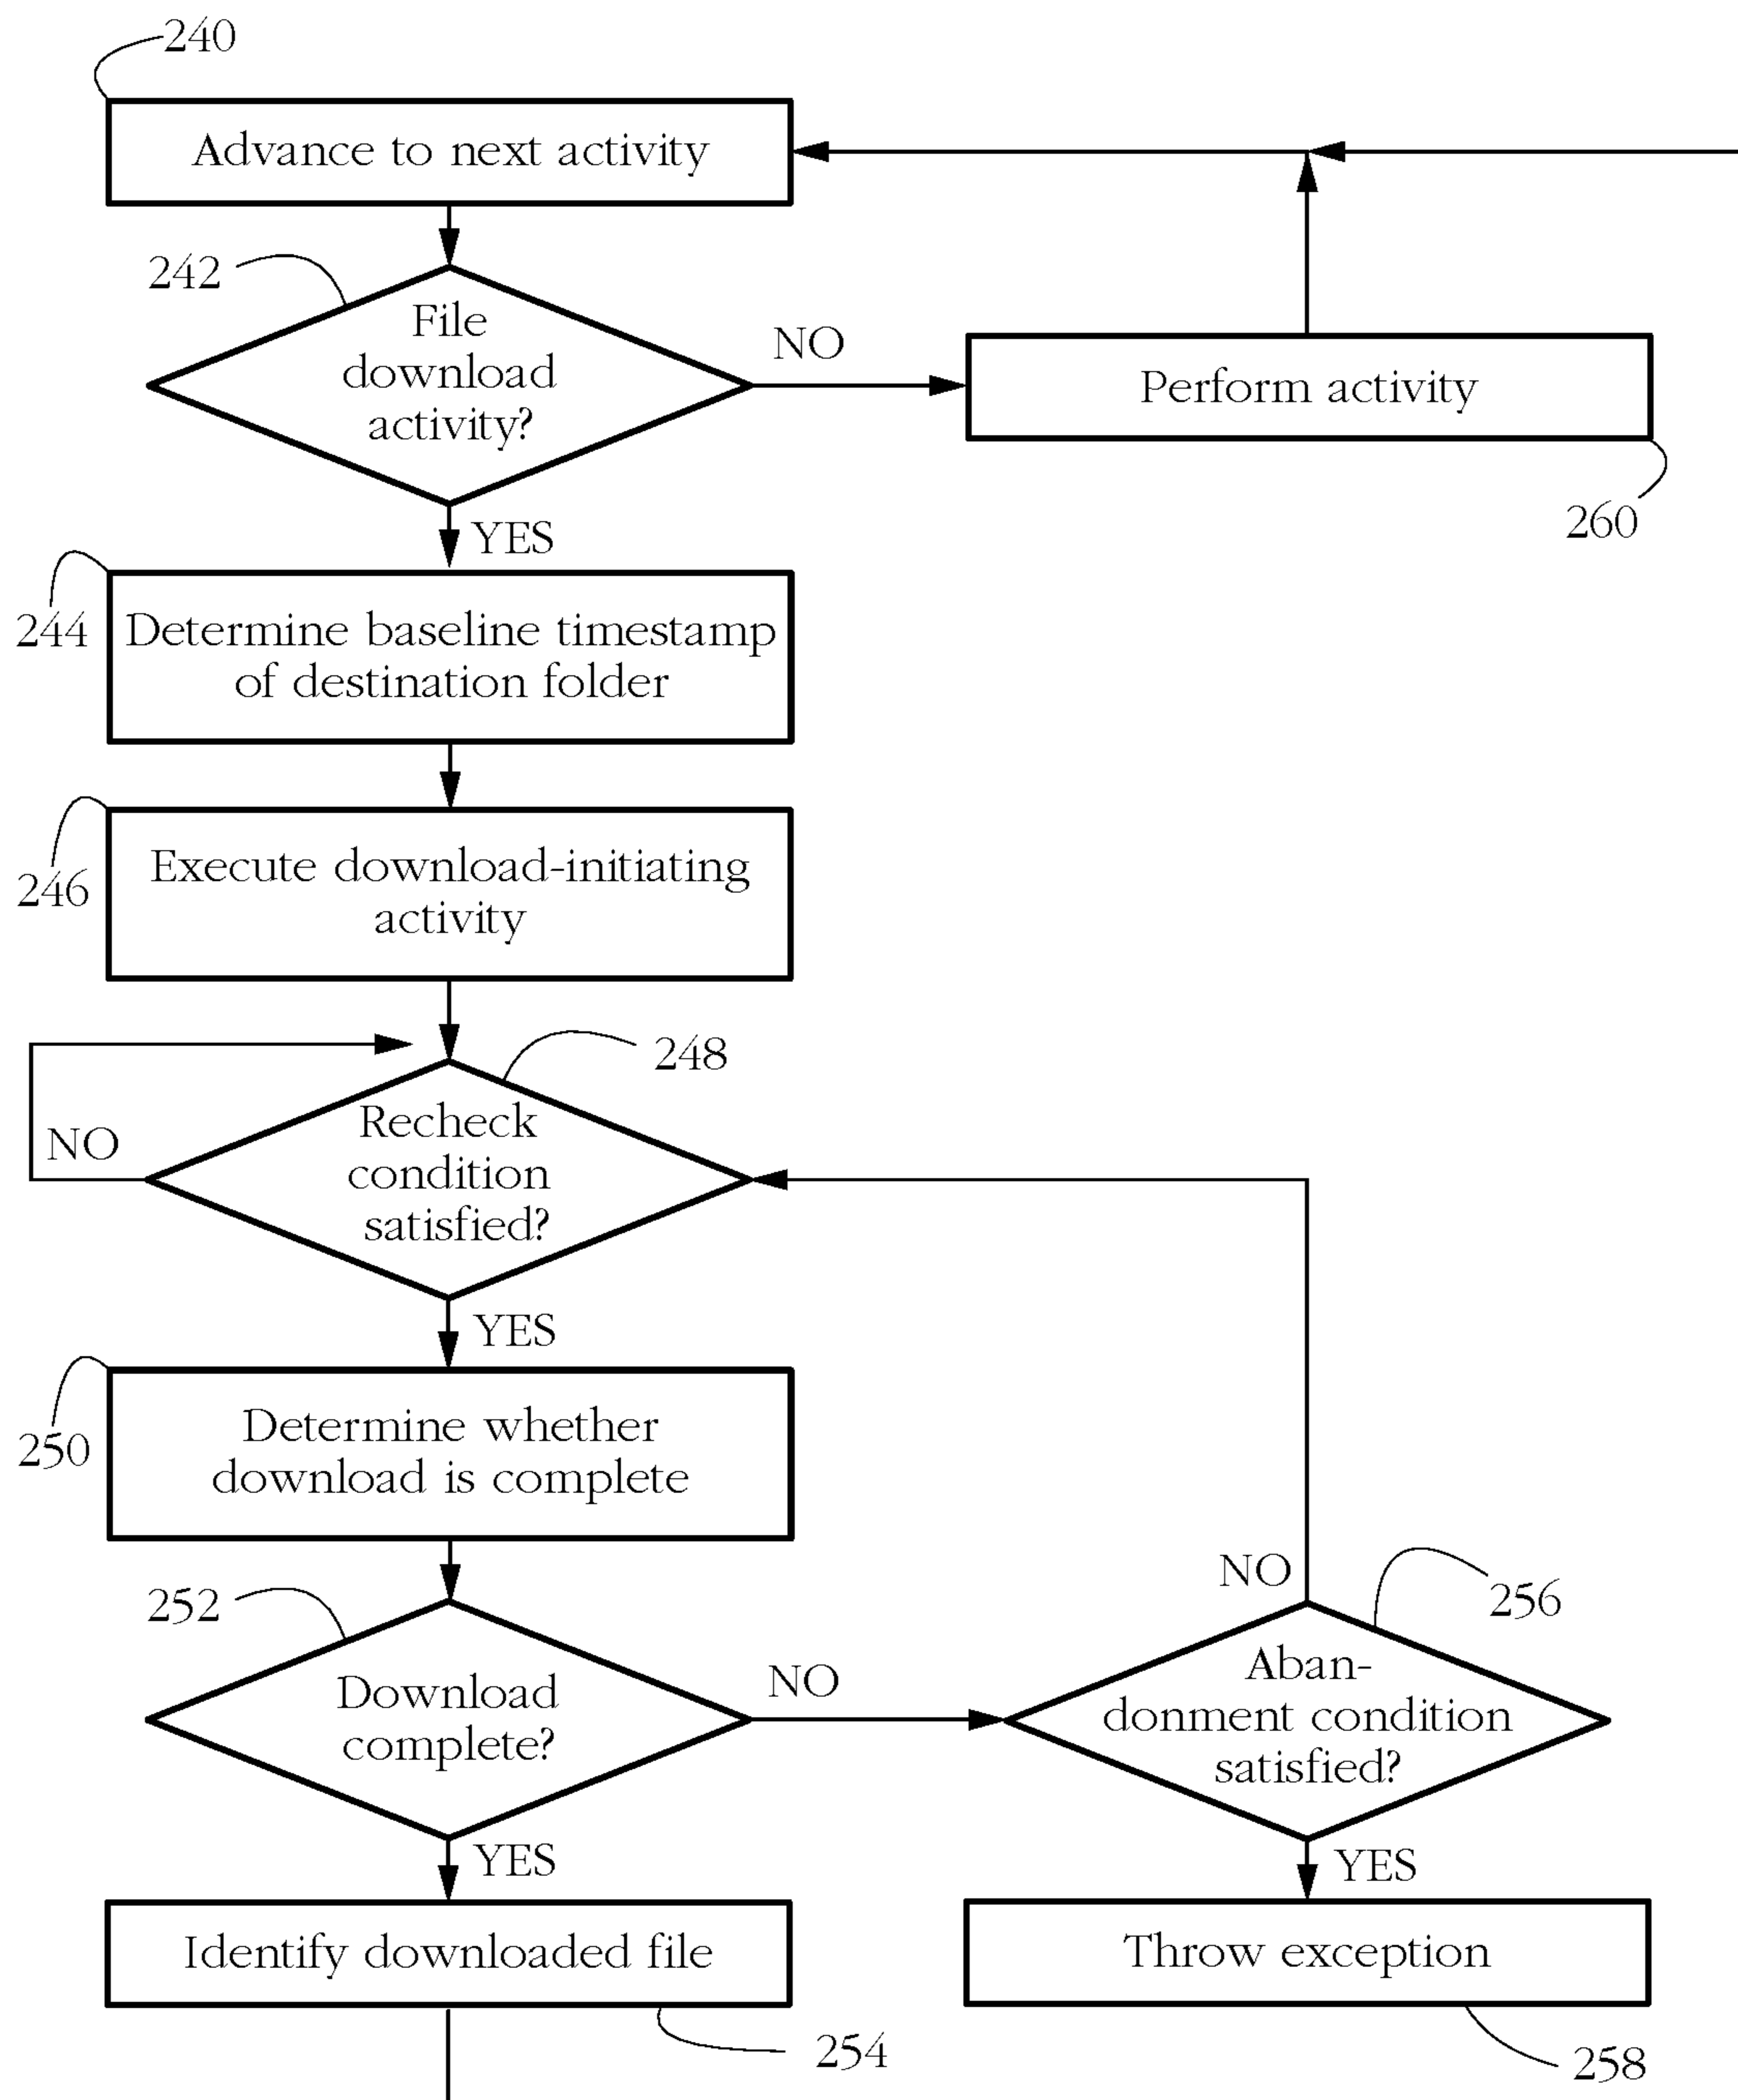 240
Advance to next activity
242
File
download
activity?
NO
Perform activity
260
YES
244
Determine baseline timestamp
of destination folder
246
Execute download-initiating
activity
248
Recheck
condition
satisfied?
NO
YES
250
Determine whether
download is complete
252
Download
complete?
NO
NO
256
Aban-
donment condition
satisfied?
YES
YES
Identify downloaded file
254
Throw exception
258